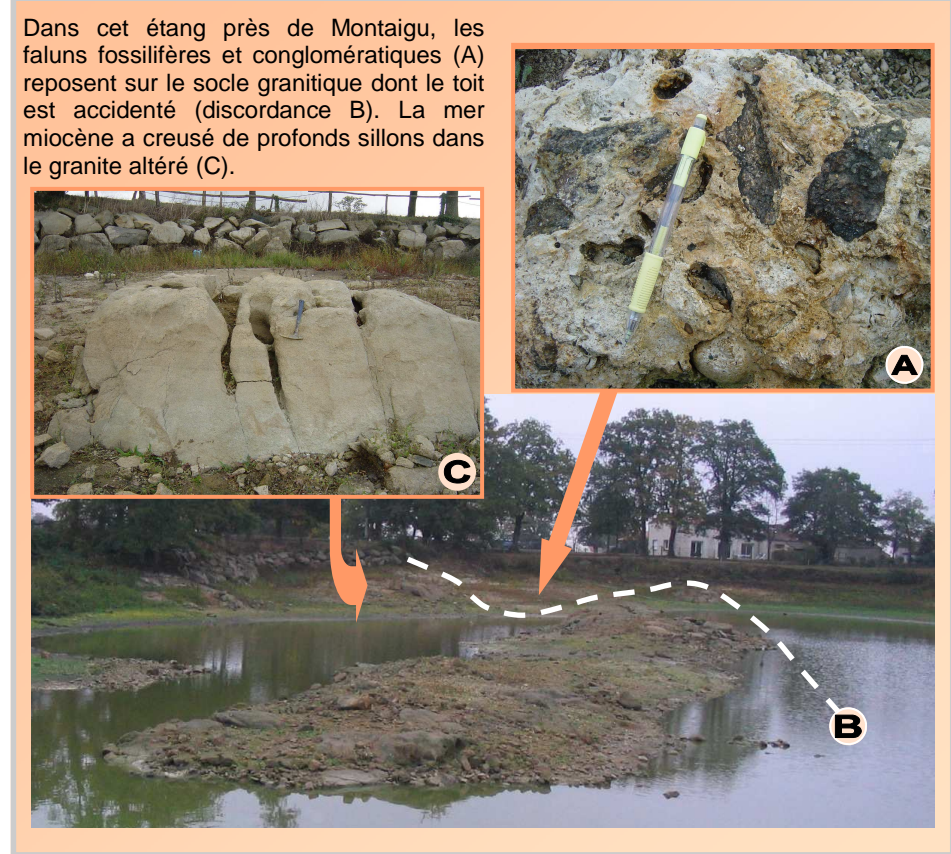 Dans cet étang près de Montaigu, les
faluns fossilifères et conglomératiques (A)
reposent sur le socle granitique dont le toit
est accidenté (discordance B). La mer
miocène a creusé de profonds sillons dans
le granite altéré (C).
A
C
B